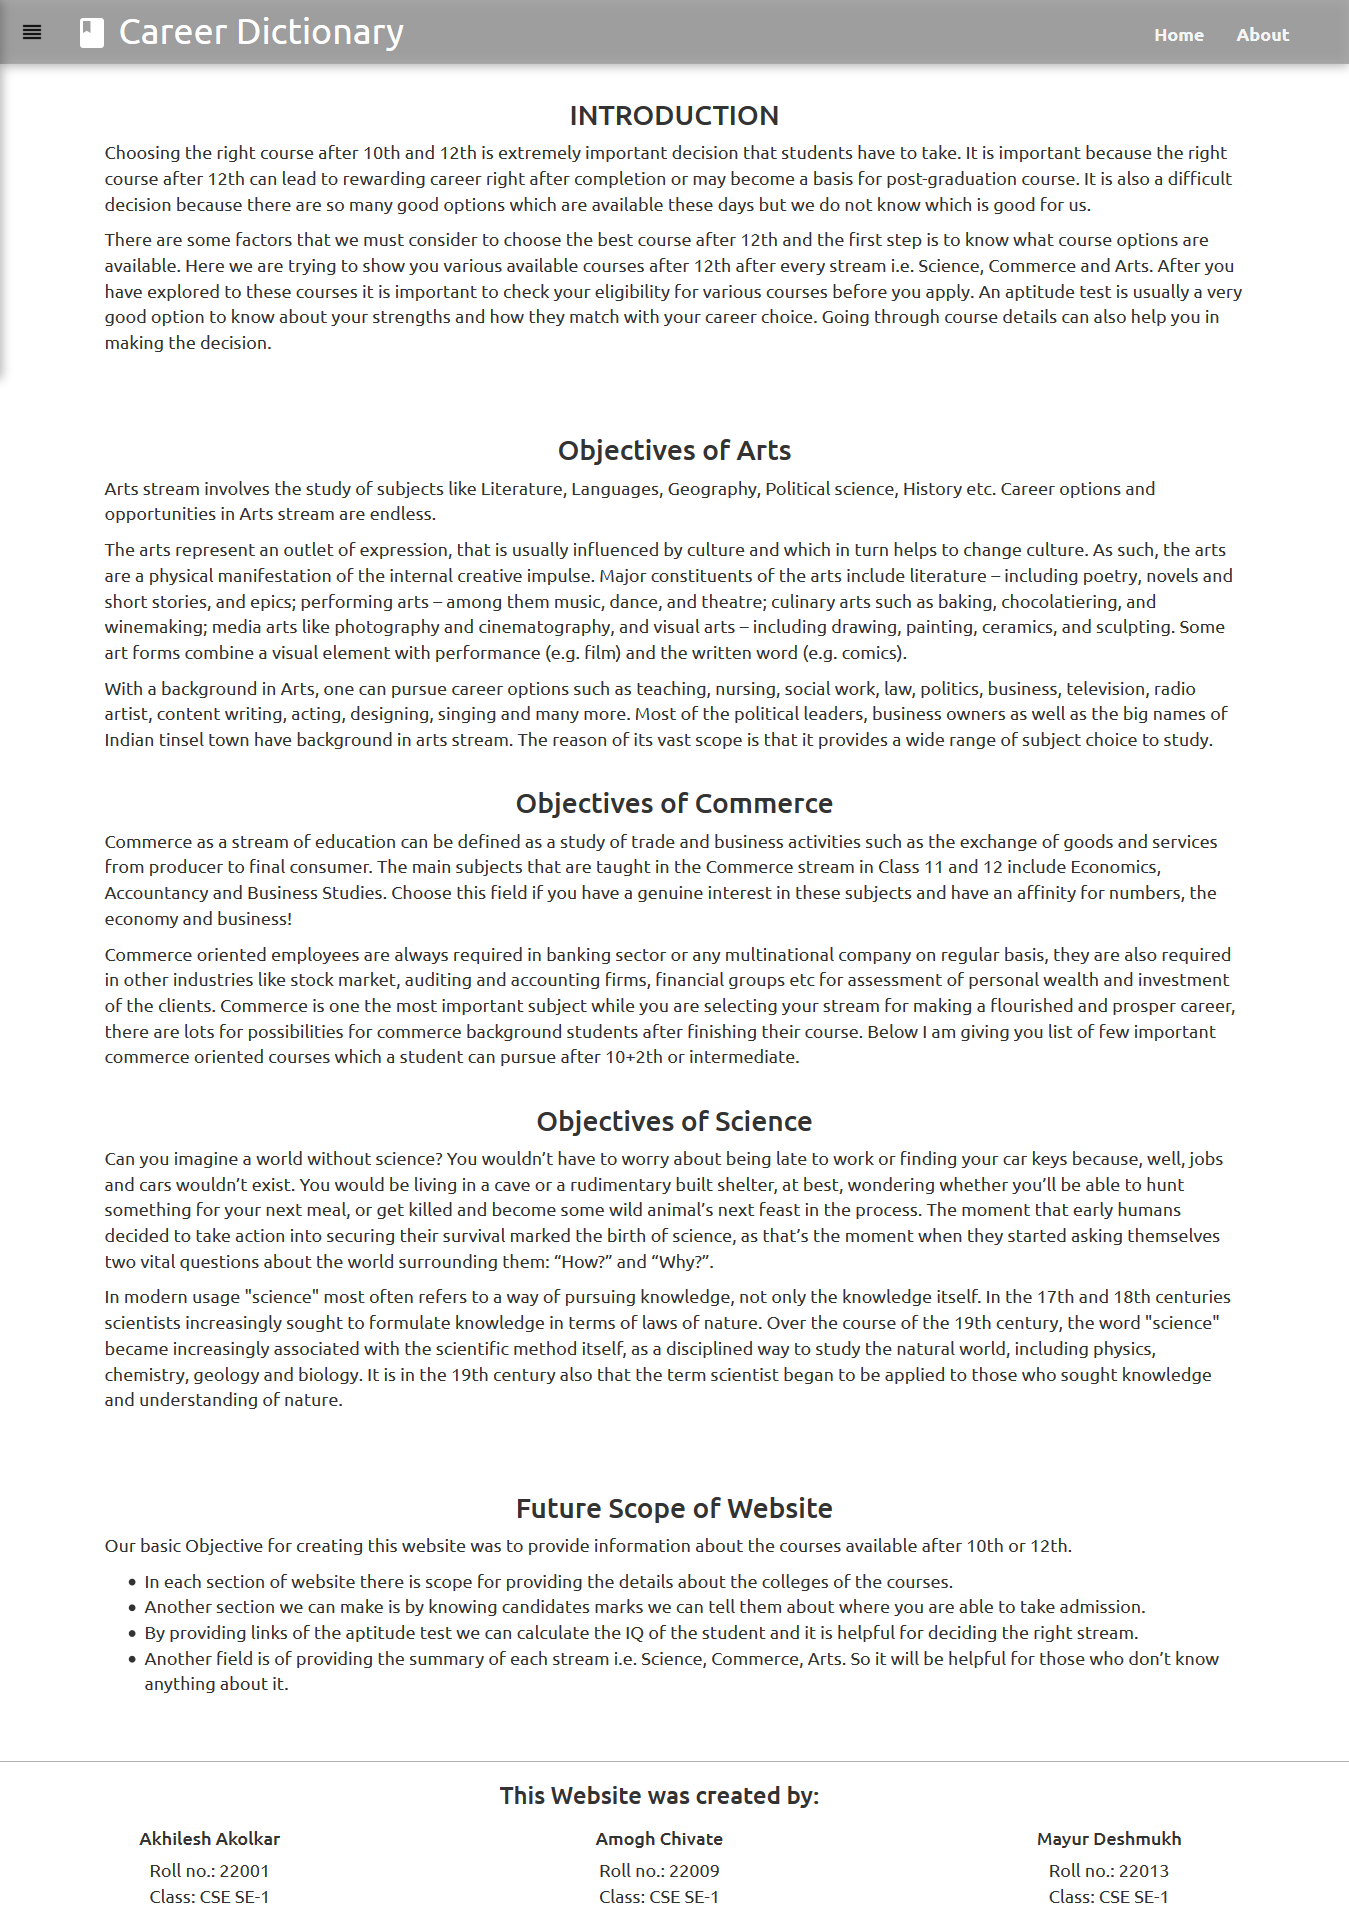 Career Dictionary
Home About
INTRODUCTION
Choosing the right course after 10th and 12th is extremely important decision that students have to take. It is important because the right
course after 12th can lead to rewarding career right after completion or may become a basis for post-graduation course. It is also a difficult
decision because there are so many good options which are available these days but we do not know which is good for us.
There are some factors that we must consider to choose the best course after 12th and the first step is to know what course options are
available. Here we are trying to show you various available courses after 12th after every stream i.e. Science, Commerce and Arts. After you
have explored to these courses it is important to check your eligibility for various courses before you apply. An aptitude test is usually a very
good option to know about your strengths and how they match with your career choice. Going through course details can also help you in
making the decision.
Objectives of Arts
Arts stream involves the study of subjects like Literature, Languages, Geography, Political science, History etc. Career options and
opportunities in Arts stream are endless.
The arts represent an outlet of expression, that is usually influenced by culture and which in turn helps to change culture. As such, the arts
are a physical manifestation of the internal creative impulse. Major constituents of the arts include literature – including poetry, novels and
short stories, and epics; performing arts – among them music, dance, and theatre; culinary arts such as baking, chocolatiering, and
winemaking; media arts like photography and cinematography, and visual arts – including drawing, painting, ceramics, and sculpting. Some
art forms combine a visual element with performance (e.g. film) and the written word (e.g. comics).
With a background in Arts, one can pursue career options such as teaching, nursing, social work, law, politics, business, television, radio
artist, content writing, acting, designing, singing and many more. Most of the political leaders, business owners as well as the big names of
Indian tinsel town have background in arts stream. The reason of its vast scope is that it provides a wide range of subject choice to study.
Objectives of Commerce
Commerce as a stream of education can be defined as a study of trade and business activities such as the exchange of goods and services
from producer to final consumer. The main subjects that are taught in the Commerce stream in Class 11 and 12 include Economics,
Accountancy and Business Studies. Choose this field if you have a genuine interest in these subjects and have an affinity for numbers, the
economy and business!
Commerce oriented employees are always required in banking sector or any multinational company on regular basis, they are also required
in other industries like stock market, auditing and accounting firms, financial groups etc for assessment of personal wealth and investment
of the clients. Commerce is one the most important subject while you are selecting your stream for making a flourished and prosper career,
there are lots for possibilities for commerce background students after finishing their course. Below I am giving you list of few important
commerce oriented courses which a student can pursue after 10+2th or intermediate.
Objectives of Science
Can you imagine a world without science? You wouldn’t have to worry about being late to work or finding your car keys because, well, jobs
and cars wouldn’t exist. You would be living in a cave or a rudimentary built shelter, at best, wondering whether you’ll be able to hunt
something for your next meal, or get killed and become some wild animal’s next feast in the process. The moment that early humans
decided to take action into securing their survival marked the birth of science, as that’s the moment when they started asking themselves
two vital questions about the world surrounding them: “How?” and “Why?”.
In modern usage "science" most often refers to a way of pursuing knowledge, not only the knowledge itself. In the 17th and 18th centuries
scientists increasingly sought to formulate knowledge in terms of laws of nature. Over the course of the 19th century, the word "science"
became increasingly associated with the scientific method itself, as a disciplined way to study the natural world, including physics,
chemistry, geology and biology. It is in the 19th century also that the term scientist began to be applied to those who sought knowledge
and understanding of nature.
Future Scope of Website
Our basic Objective for creating this website was to provide information about the courses available after 10th or 12th.
• In each section of website there is scope for providing the details about the colleges of the courses.
• Another section we can make is by knowing candidates marks we can tell them about where you are able to take admission.
• By providing links of the aptitude test we can calculate the IQ of the student and it is helpful for deciding the right stream.
• Another field is of providing the summary of each stream i.e. Science, Commerce, Arts. So it will be helpful for those who don’t know
anything about it.
This Website was created by:
Akhilesh Akolkar Amogh Chivate Mayur Deshmukh
Roll no.: 22001 Roll no.: 22009 Roll no.: 22013
Class: CSE SE-1 Class: CSE SE-1 Class: CSE SE-1